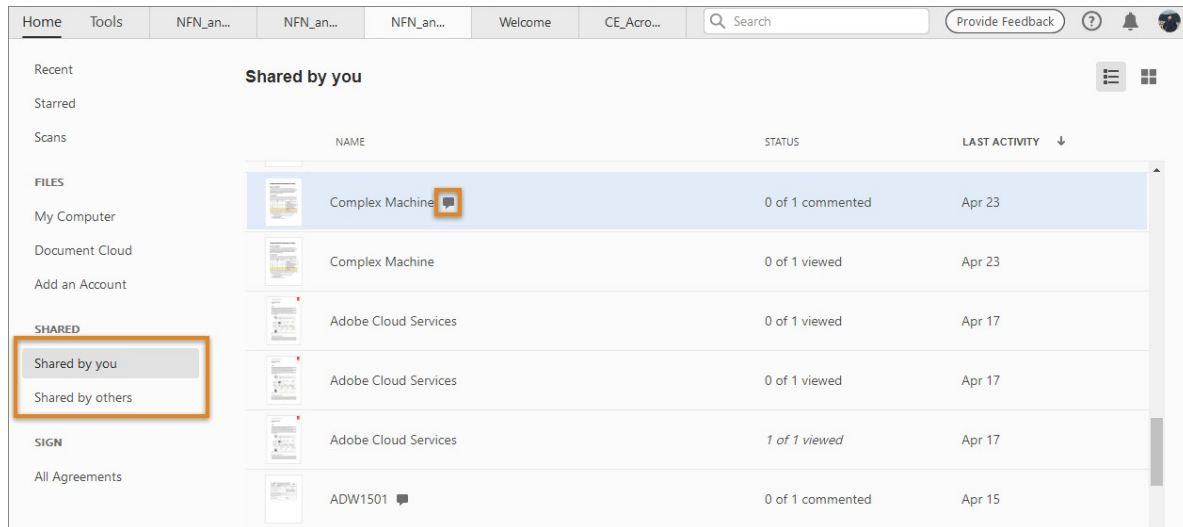 Home Tools NFN_an... NFN_an... NFN_an... Welcome CE_Acro... Search Provide Feedback ?
Recent
Starred
Scans
FILES
My Computer
Document Cloud
Add an Account
SHARED
Shared by you
Shared by others
SIGN
All Agreements
Shared by you
NAME STATUS LAST ACTIVITY
Complex Machine 0 of 1 commented Apr 23
Complex Machine 0 of 1 viewed Apr 23
Adobe Cloud Services 0 of 1 viewed Apr 17
Adobe Cloud Services 0 of 1 viewed Apr 17
Adobe Cloud Services 1 of 1 viewed Apr 17
ADW1501 0 of 1 commented Apr 15